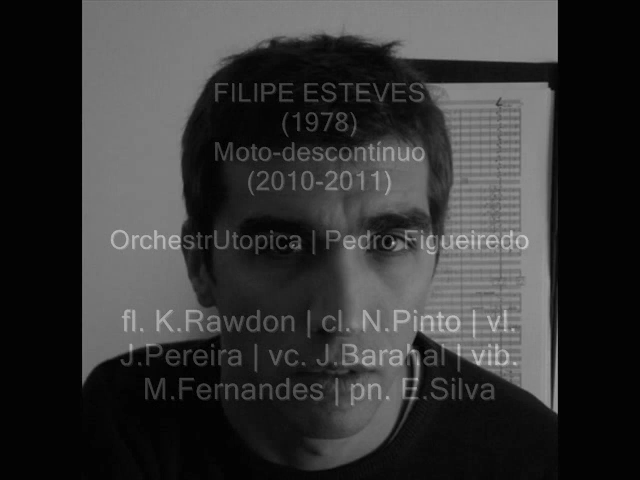 FILIPE ESTEVES
(1978)
Moto-descontínuo
(2010-2011)
OrchestrUtopica | Pedro Figueiredo
fl. K.Rawdon | cl. N.Pinto | vl.
J.Pereira | vc. J.Barahal | vib.
M.Fernandes | pn. E.Silva